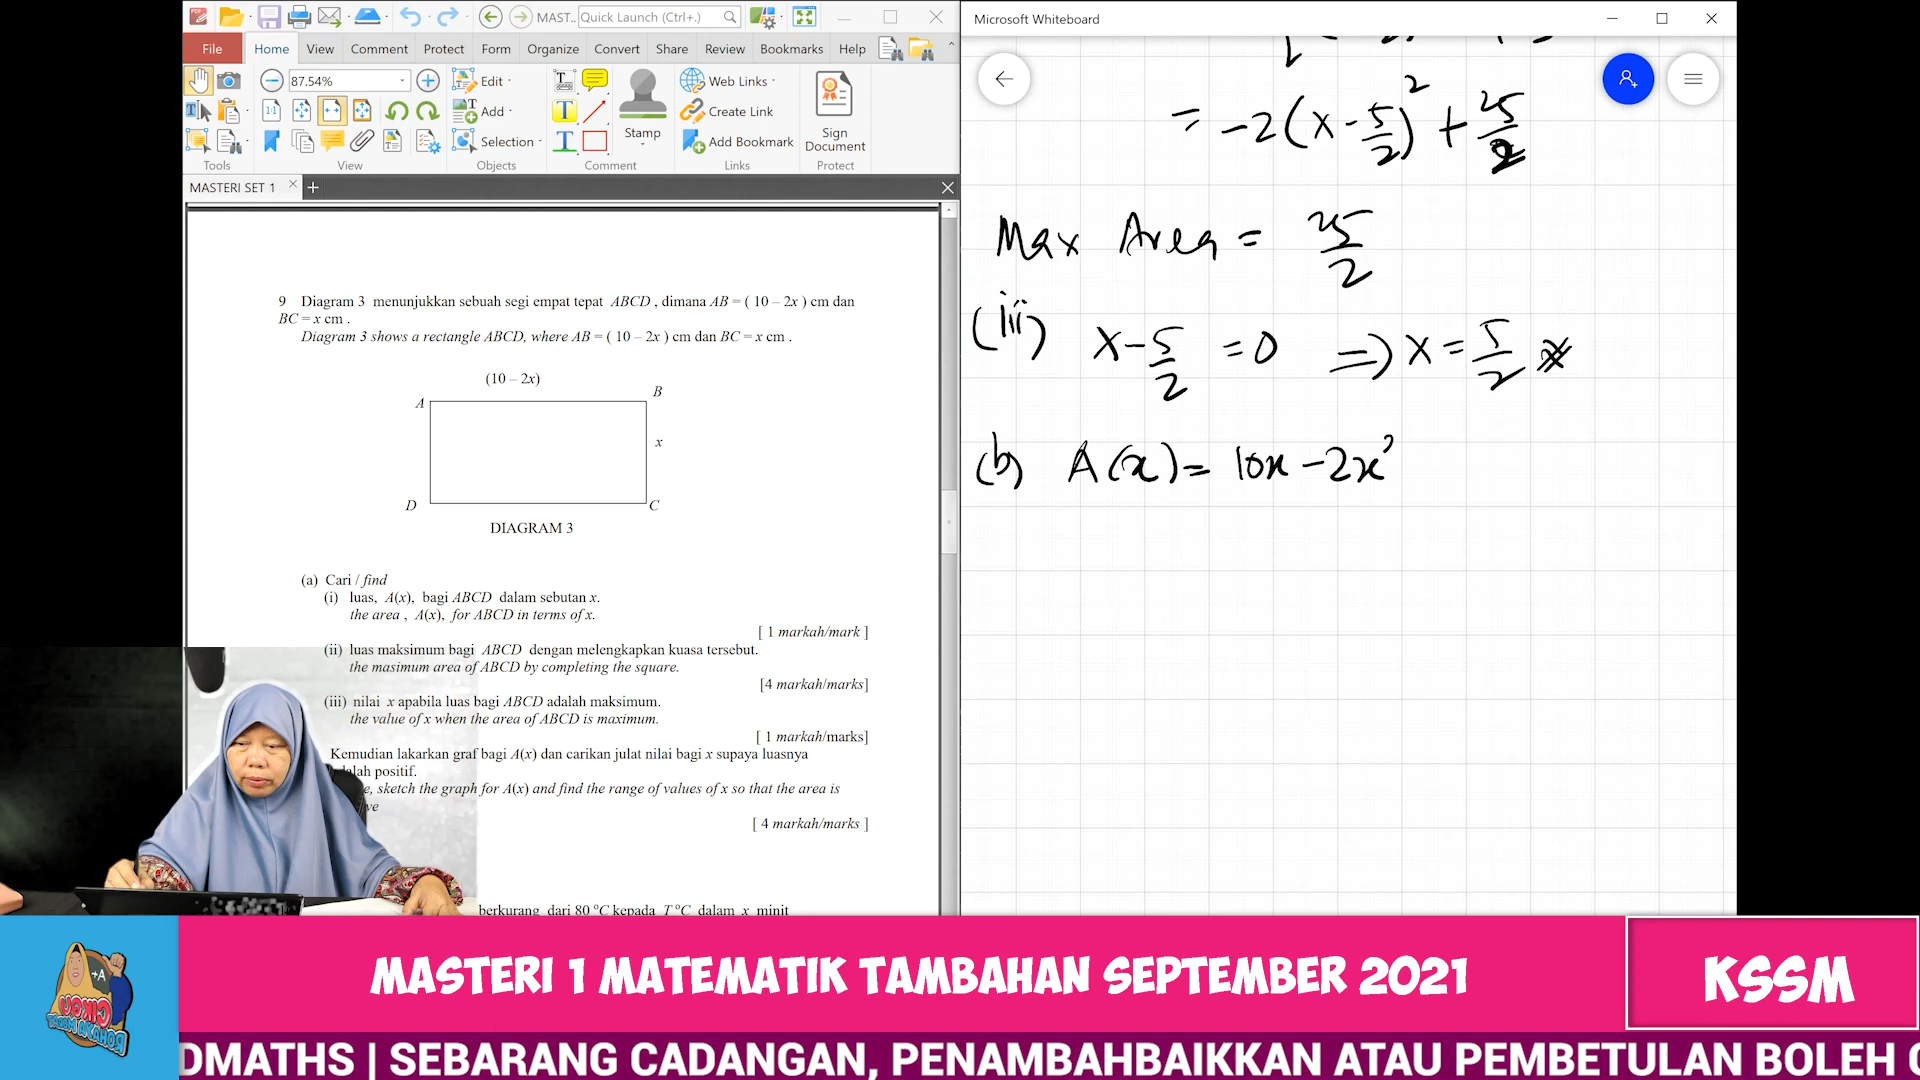 MAST...
Quick Launch (Ctrl+.)
File Home View Comment Protect Form Organize Convert Share Review Bookmarks Help
87.54%
Edit
Add
Selection
Stamp
Web Links
Create Link
Add Bookmark
Sign
Document
Tools View Objects Comment Links Protect
MASTERI SET 1
9 Diagram 3 menunjukkan sebuah segi empat tepat ABCD , dimana AB = ( 10 – 2x ) cm dan
BC = x cm .
Diagram 3 shows a rectangle ABCD, where AB = ( 10 – 2x ) cm dan BC = x cm .
(10 – 2x)
A
B
x
D
C
DIAGRAM 3
(a) Cari / find
(i) luas, A(x), bagi ABCD dalam sebutan x.
the area , A(x), for ABCD in terms of x.
[ 1 markah/mark ]
(ii) luas maksimum bagi ABCD dengan melengkapkan kuasa tersebut.
the masimum area of ABCD by completing the square.
[4 markah/marks]
(iii) nilai x apabila luas bagi ABCD adalah maksimum.
the value of x when the area of ABCD is maximum.
[ 1 markah/marks]
Kemudian lakarkan graf bagi A(x) dan carikan julat nilai bagi x supaya luasnya
positif.
sketch the graph for A(x) and find the range of values of x so that the area is
[ 4 markah/marks ]
berkurang dari 80 °C kepada T °C dalam x minit
Microsoft Whiteboard
= -2(x - 5/2)² + 25/2
Max Area = 25/2
(iii) x - 5/2 = 0 ⇒ x = 5/2
(b) A(x) = 10x - 2x²
+A
CIKGU
ROHAYA MORAT
MASTERI 1 MATEMATIK TAMBAHAN SEPTEMBER 2021
KSSM
DMATHS | SEBARANG CADANGAN, PENAMBAHBAIKKAN ATAU PEMBETULAN BOLEH